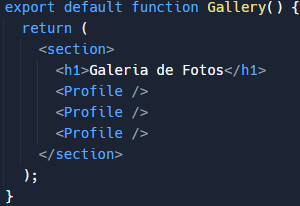 export default function Gallery() {
  return (
    <section>
      <h1>Galeria de Fotos</h1>
      <Profile />
      <Profile />
      <Profile />
    </section>
  );
}